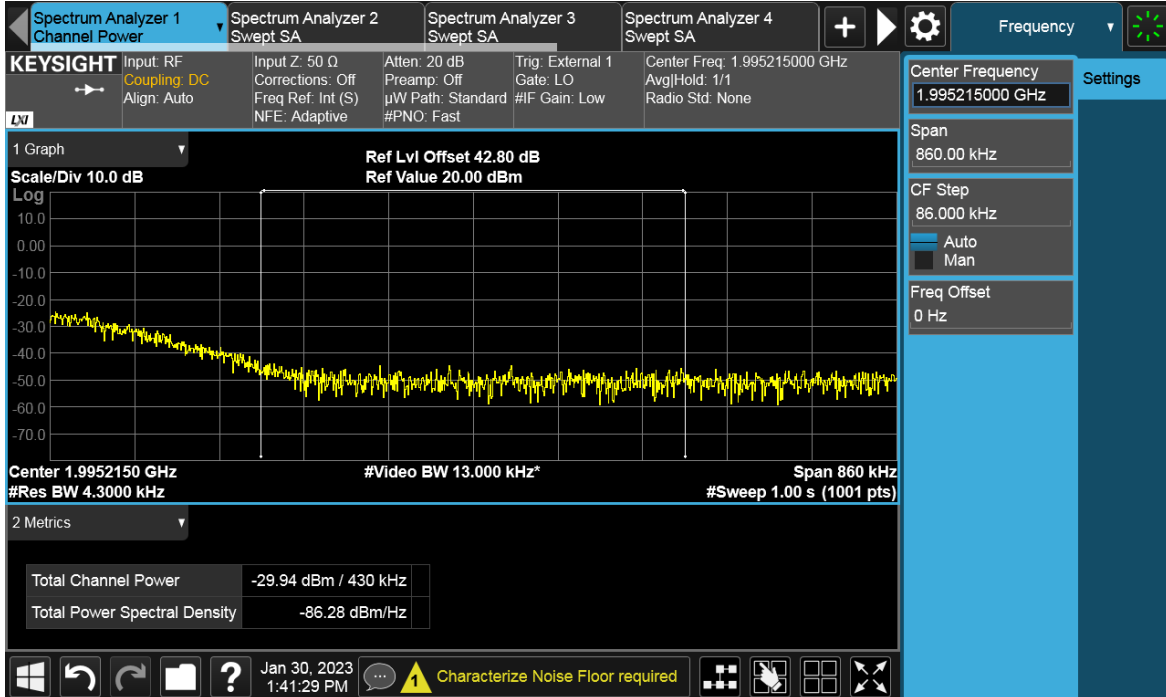 Spectrum Analyzer 1
Channel Power
Spectrum Analyzer 2
Swept SA
Spectrum Analyzer 3
Swept SA
Spectrum Analyzer 4
Swept SA
Frequency
KEYSIGHT
LXI
Input: RF
Coupling: DC
Align: Auto
Input Z: 50 Ω
Corrections: Off
Freq Ref: Int (S)
NFE: Adaptive
Atten: 20 dB
Preamp: Off
µW Path: Standard
#PNO: Fast
Trig: External 1
Gate: LO
#IF Gain: Low
Center Freq: 1.995215000 GHz
Avg|Hold: 1/1
Radio Std: None
Center Frequency
1.995215000 GHz
Settings
Span
860.00 kHz
CF Step
86.000 kHz
Auto
Man
Freq Offset
0 Hz
1 Graph
Scale/Div 10.0 dB
Ref Lvl Offset 42.80 dB
Ref Value 20.00 dBm
Log
10.0
0.00
-10.0
-20.0
-30.0
-40.0
-50.0
-60.0
-70.0
Center 1.9952150 GHz
#Video BW 13.000 kHz*
Span 860 kHz
#Res BW 4.3000 kHz
#Sweep 1.00 s (1001 pts)
2 Metrics
Total Channel Power -29.94 dBm / 430 kHz
Total Power Spectral Density -86.28 dBm/Hz
?
Jan 30, 2023
1:41:29 PM
1
Characterize Noise Floor required